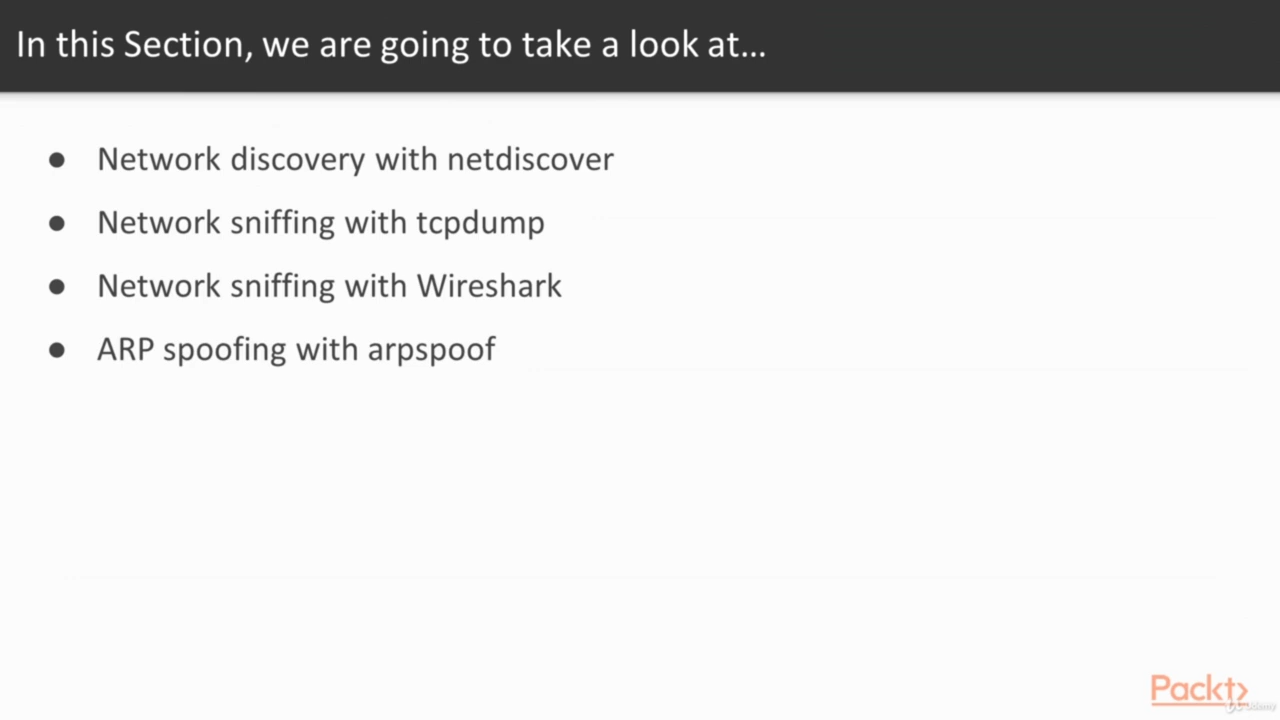 In this Section, we are going to take a look at...
● Network discovery with netdiscover
● Network sniffing with tcpdump
● Network sniffing with Wireshark
● ARP spoofing with arpspoof
Packt>
Udemy